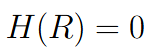 H(R) = 0